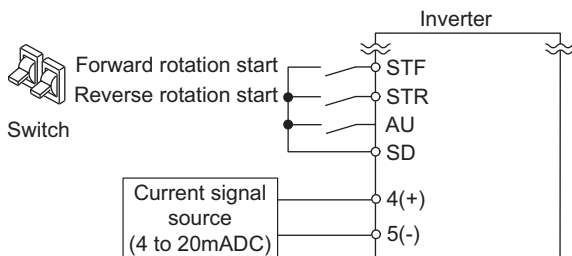 Inverter
Forward rotation start
STF
Reverse rotation start
STR
Switch
AU
SD
Current signal
source
(4 to 20mADC)
4(+)
5(-)